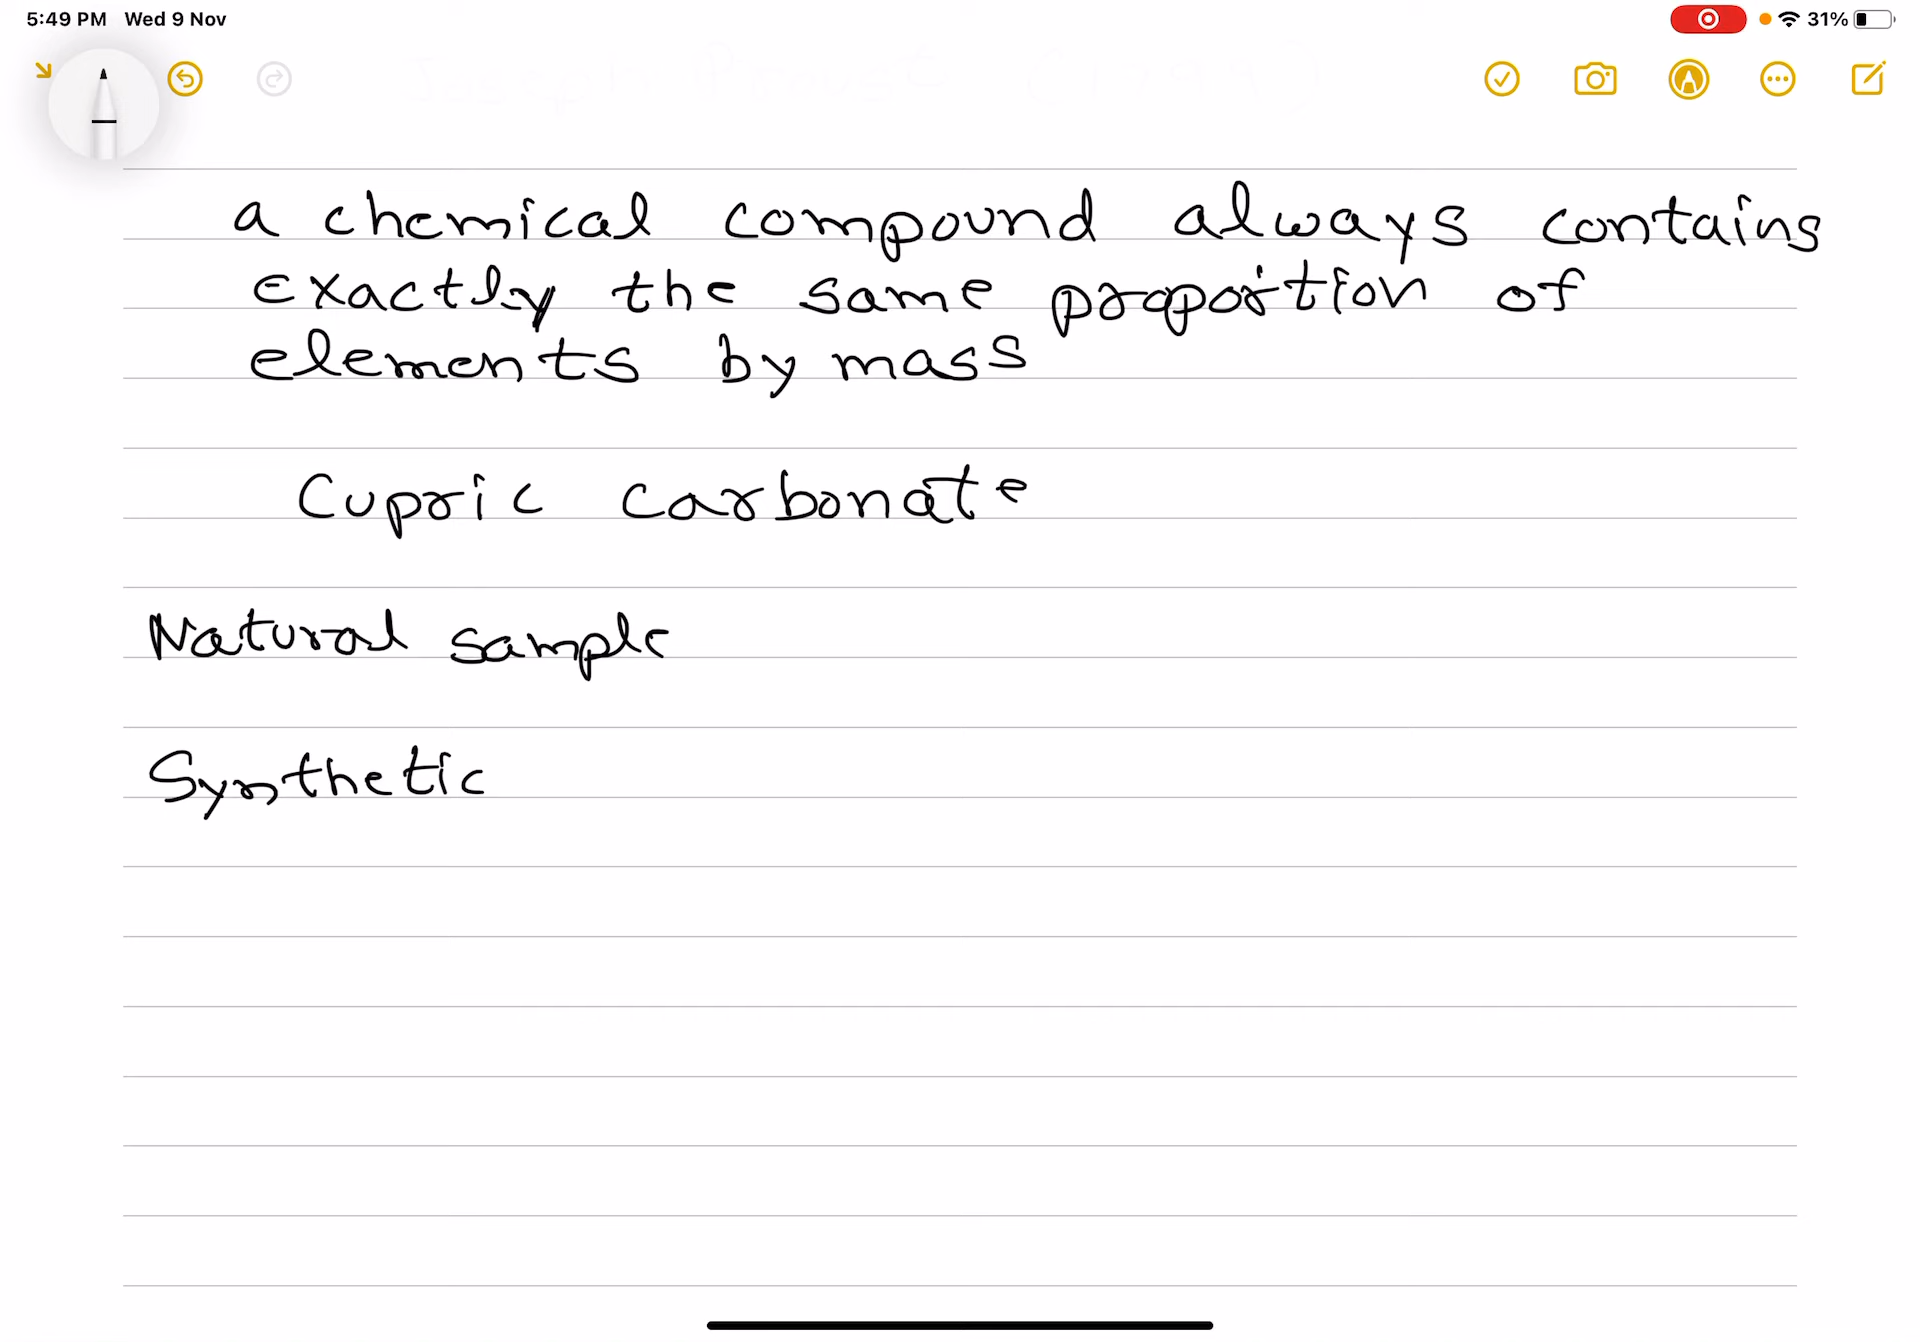 5:49 PM Wed 9 Nov 31%
a chemical compound always contains
exactly the same proportion of
elements by mass
Cupric carbonate
Natural sample
Synthetic